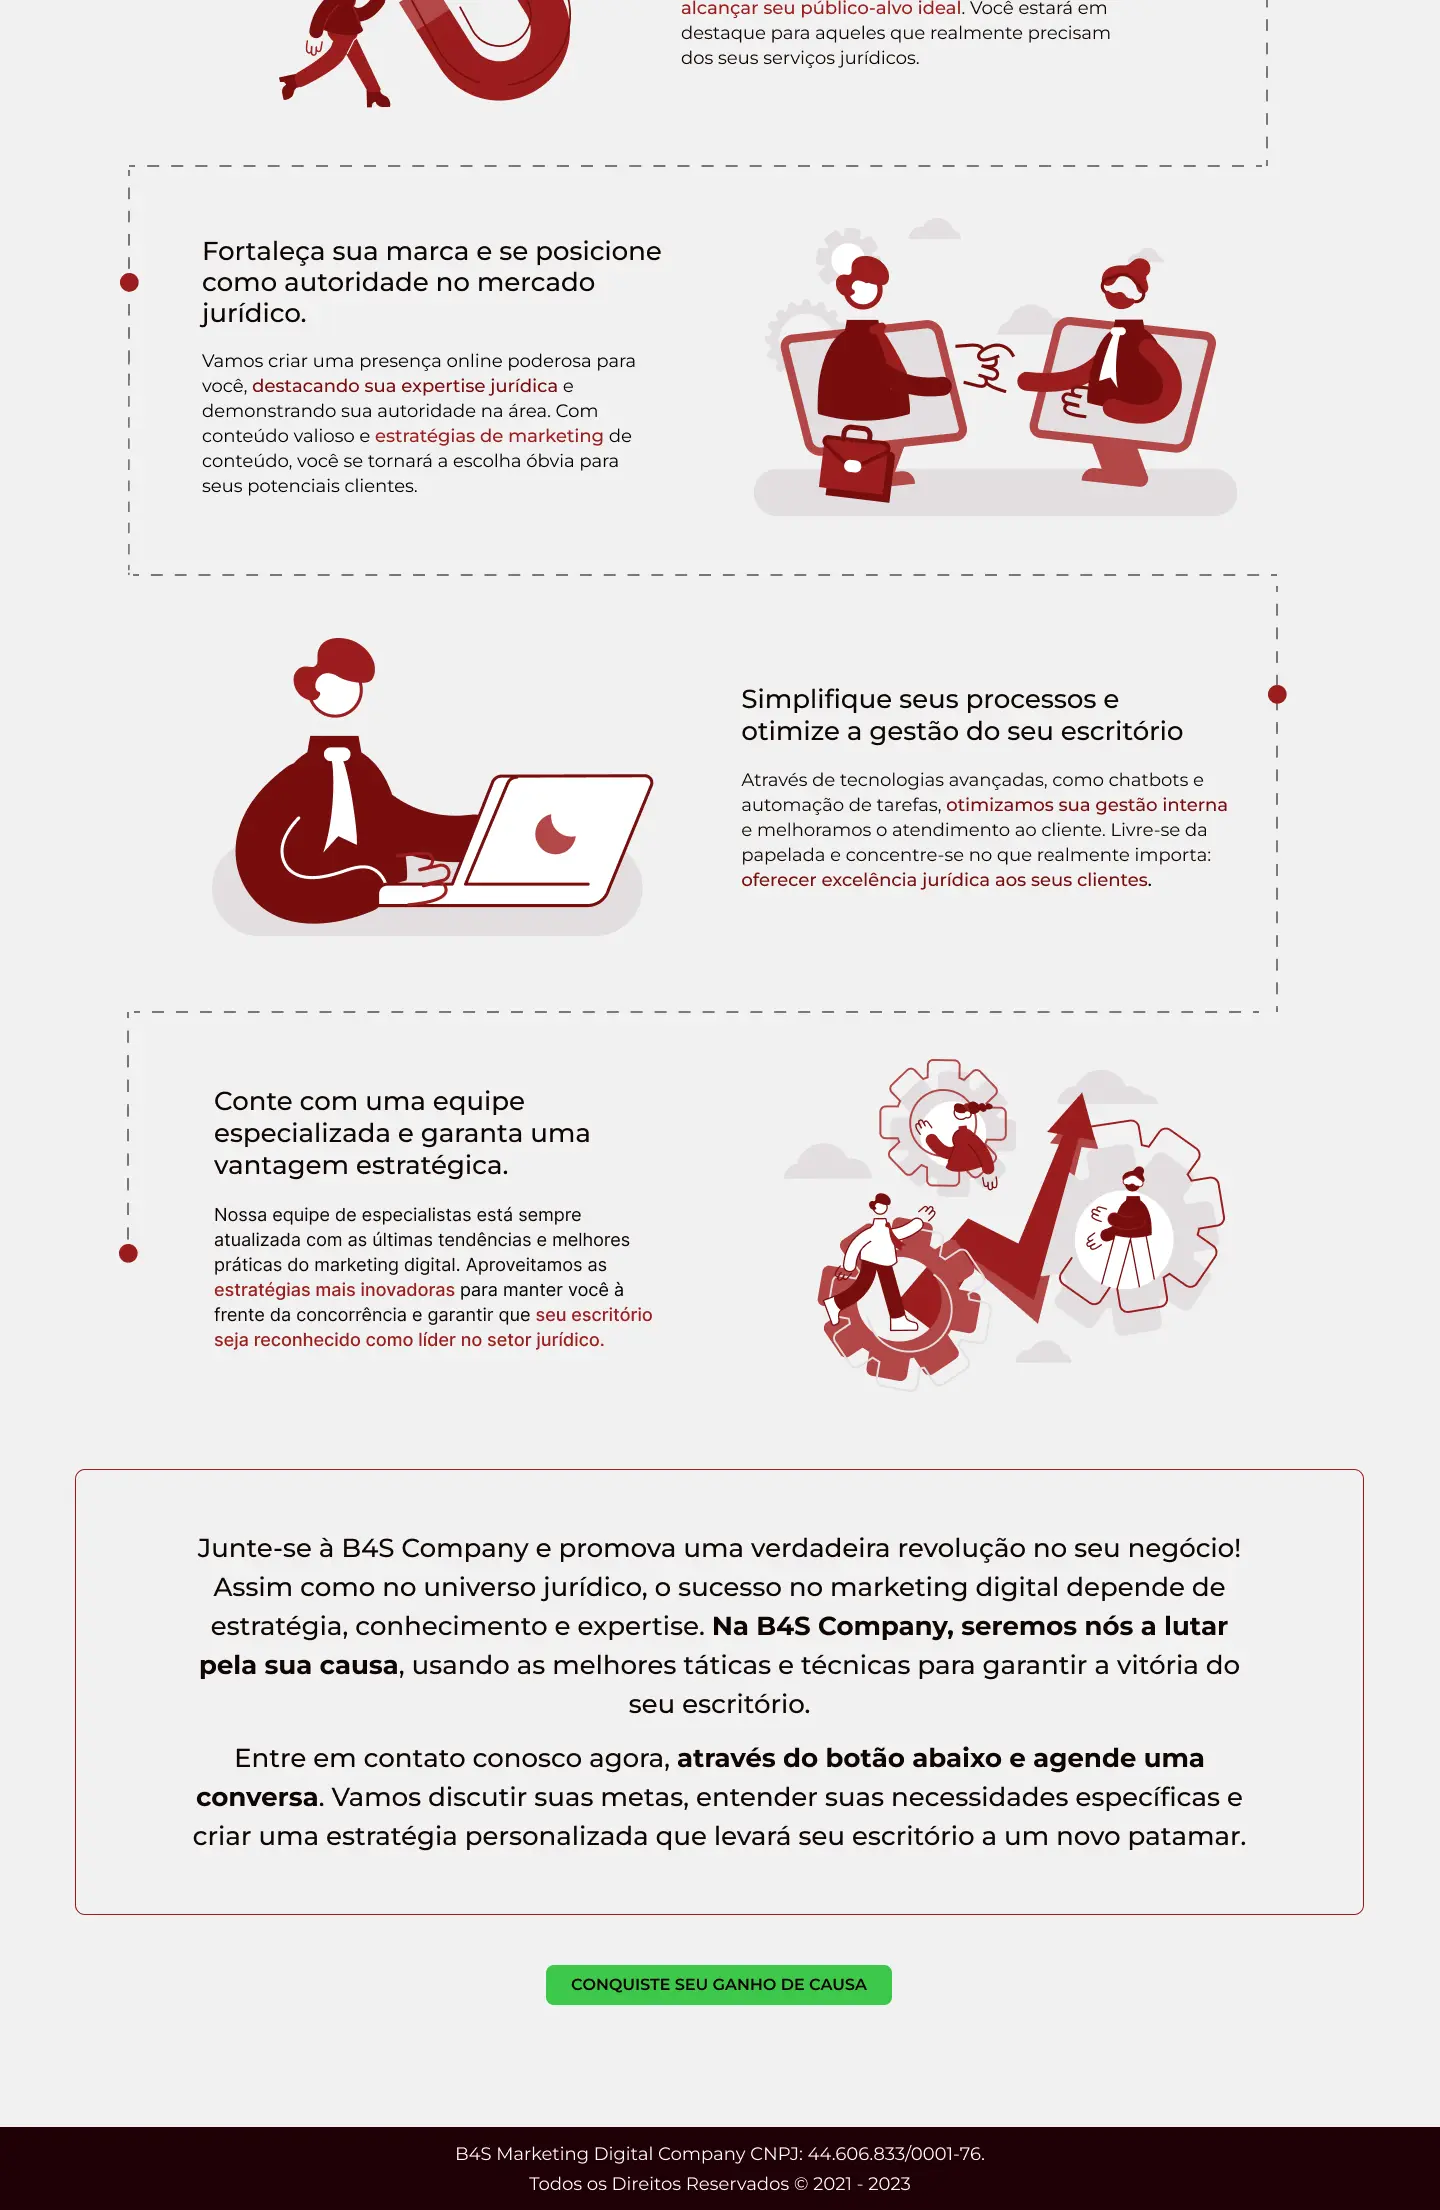 alcançar seu público-alvo ideal. Você estará em
destaque para aqueles que realmente precisam
dos seus serviços jurídicos.
Fortaleça sua marca e se posicione
como autoridade no mercado
jurídico.
Vamos criar uma presença online poderosa para
você, destacando sua expertise jurídica e
demonstrando sua autoridade na área. Com
conteúdo valioso e estratégias de marketing de
conteúdo, você se tornará a escolha óbvia para
seus potenciais clientes.
Simplifique seus processos e
otimize a gestão do seu escritório
Através de tecnologias avançadas, como chatbots e
automação de tarefas, otimizamos sua gestão interna
e melhoramos o atendimento ao cliente. Livre-se da
papelada e concentre-se no que realmente importa:
oferecer excelência jurídica aos seus clientes.
Conte com uma equipe
especializada e garanta uma
vantagem estratégica.
Nossa equipe de especialistas está sempre
atualizada com as últimas tendências e melhores
práticas do marketing digital. Aproveitamos as
estratégias mais inovadoras para manter você à
frente da concorrência e garantir que seu escritório
seja reconhecido como líder no setor jurídico.
Junte-se à B4S Company e promova uma verdadeira revolução no seu negócio!
Assim como no universo jurídico, o sucesso no marketing digital depende de
estratégia, conhecimento e expertise. Na B4S Company, seremos nós a lutar
pela sua causa, usando as melhores táticas e técnicas para garantir a vitória do
seu escritório.
Entre em contato conosco agora, através do botão abaixo e agende uma
conversa. Vamos discutir suas metas, entender suas necessidades específicas e
criar uma estratégia personalizada que levará seu escritório a um novo patamar.
CONQUISTE SEU GANHO DE CAUSA
B4S Marketing Digital Company CNPJ: 44.606.833/0001-76.
Todos os Direitos Reservados © 2021 - 2023